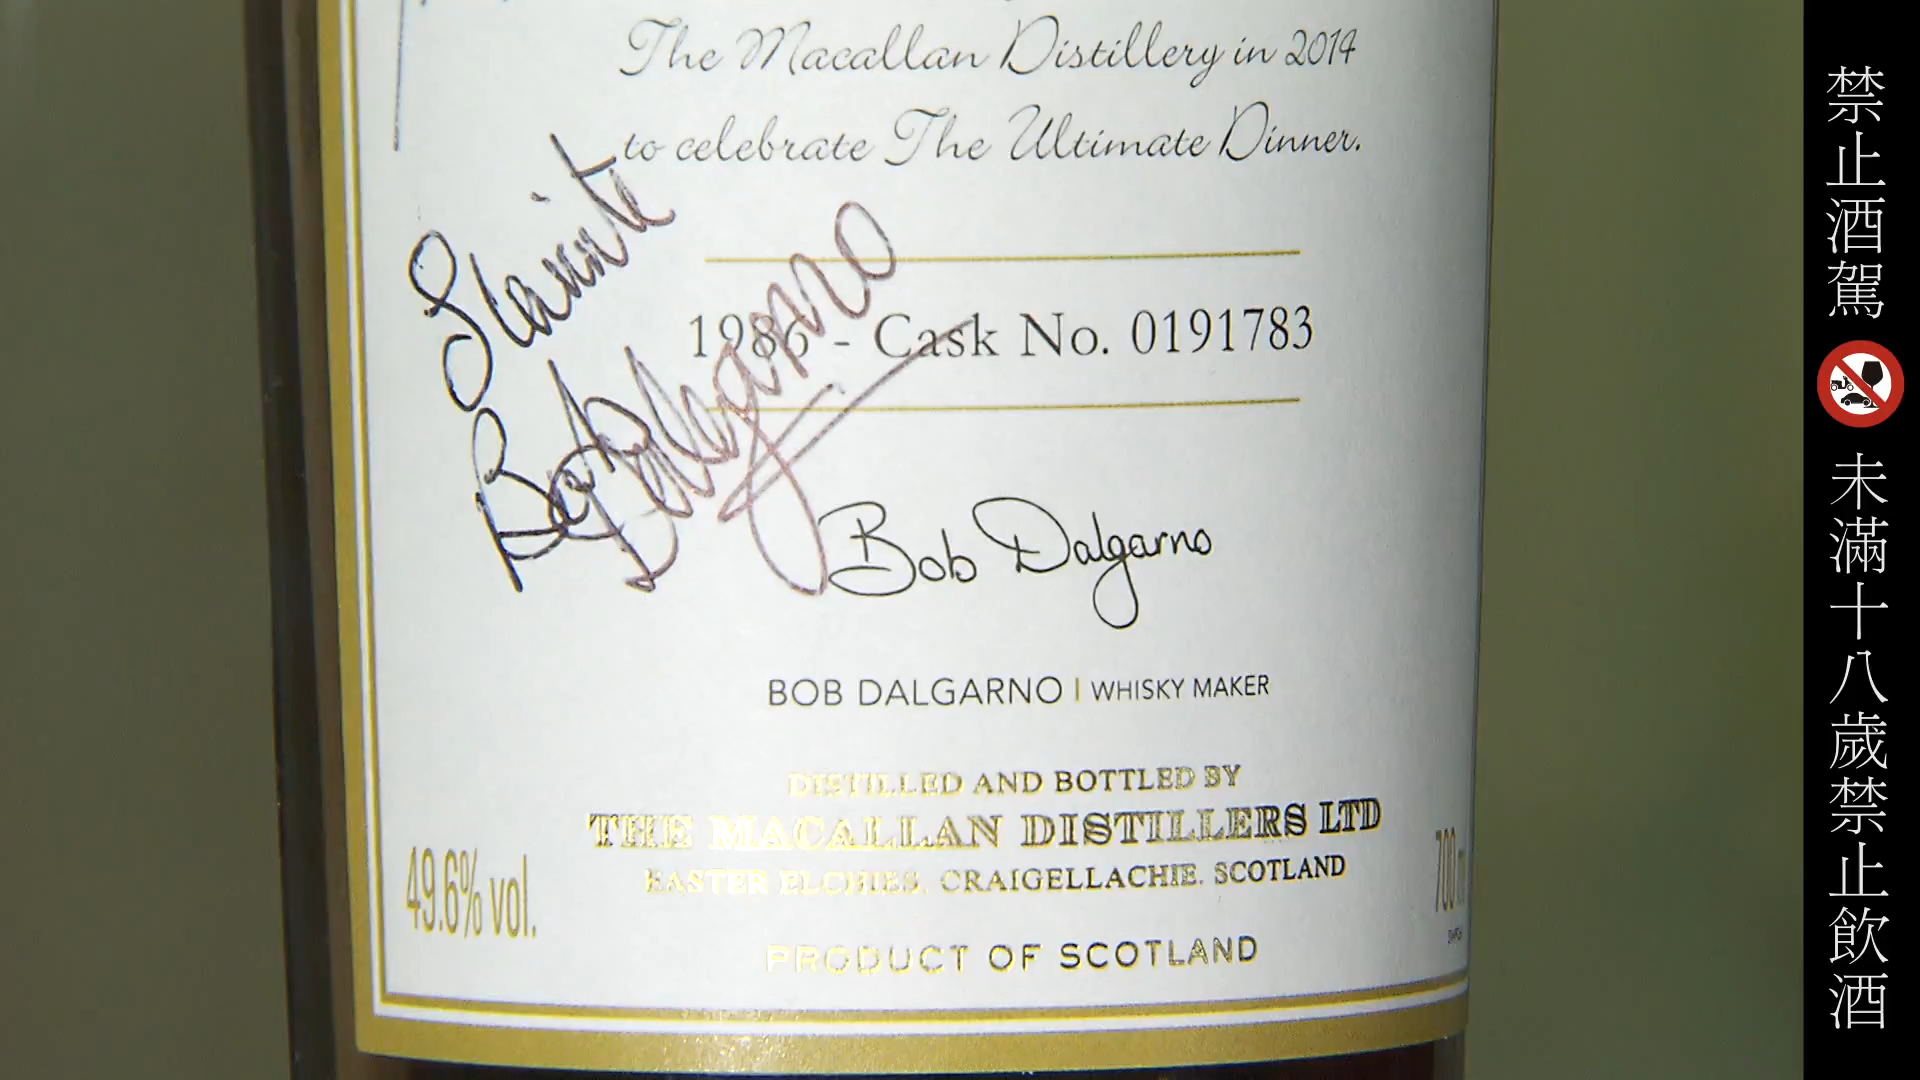 The Macallan Distillery in 2014
to celebrate The Ultimate Dinner.
Slainte
Bob Dalgarno
1986 - Cask No. 0191783
Bob Dalgarno
BOB DALGARNO | WHISKY MAKER
DISTILLED AND BOTTLED BY
THE MACALLAN DISTILLERS LTD
EASTER ELCHIES, CRAIGELLACHIE, SCOTLAND
49.6% vol.
700 ml
PRODUCT OF SCOTLAND
禁止酒駕
未滿十八歲禁止飲酒